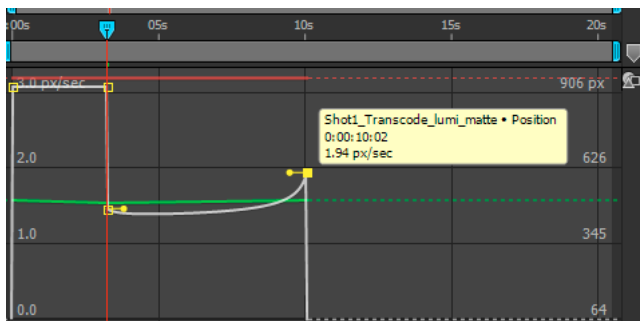 :00s 05s 10s 15s 20s
3.0 px/sec 906 px
Shot1_Transcode_lumi_matte • Position
0:00:10:02
1.94 px/sec
2.0 626
1.0 345
0.0 64